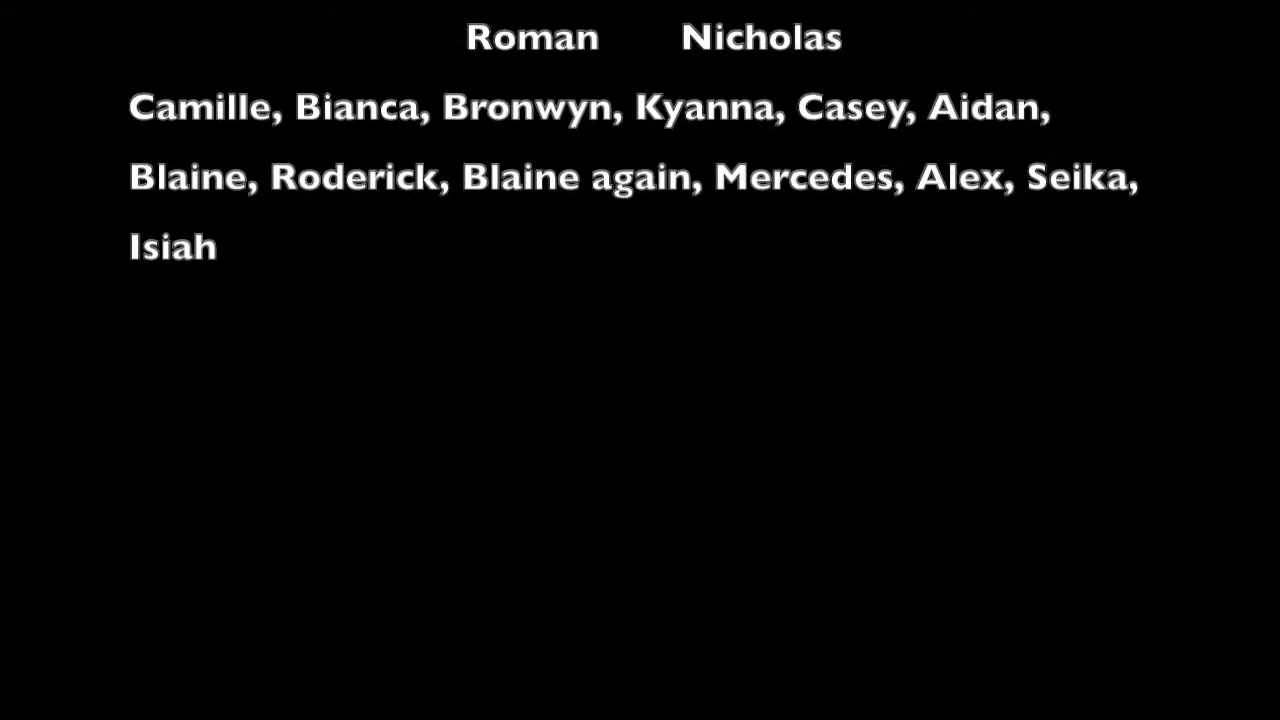 Roman Nicholas
Camille, Bianca, Bronwyn, Kyanna, Casey, Aidan,
Blaine, Roderick, Blaine again, Mercedes, Alex, Seika,
Isiah